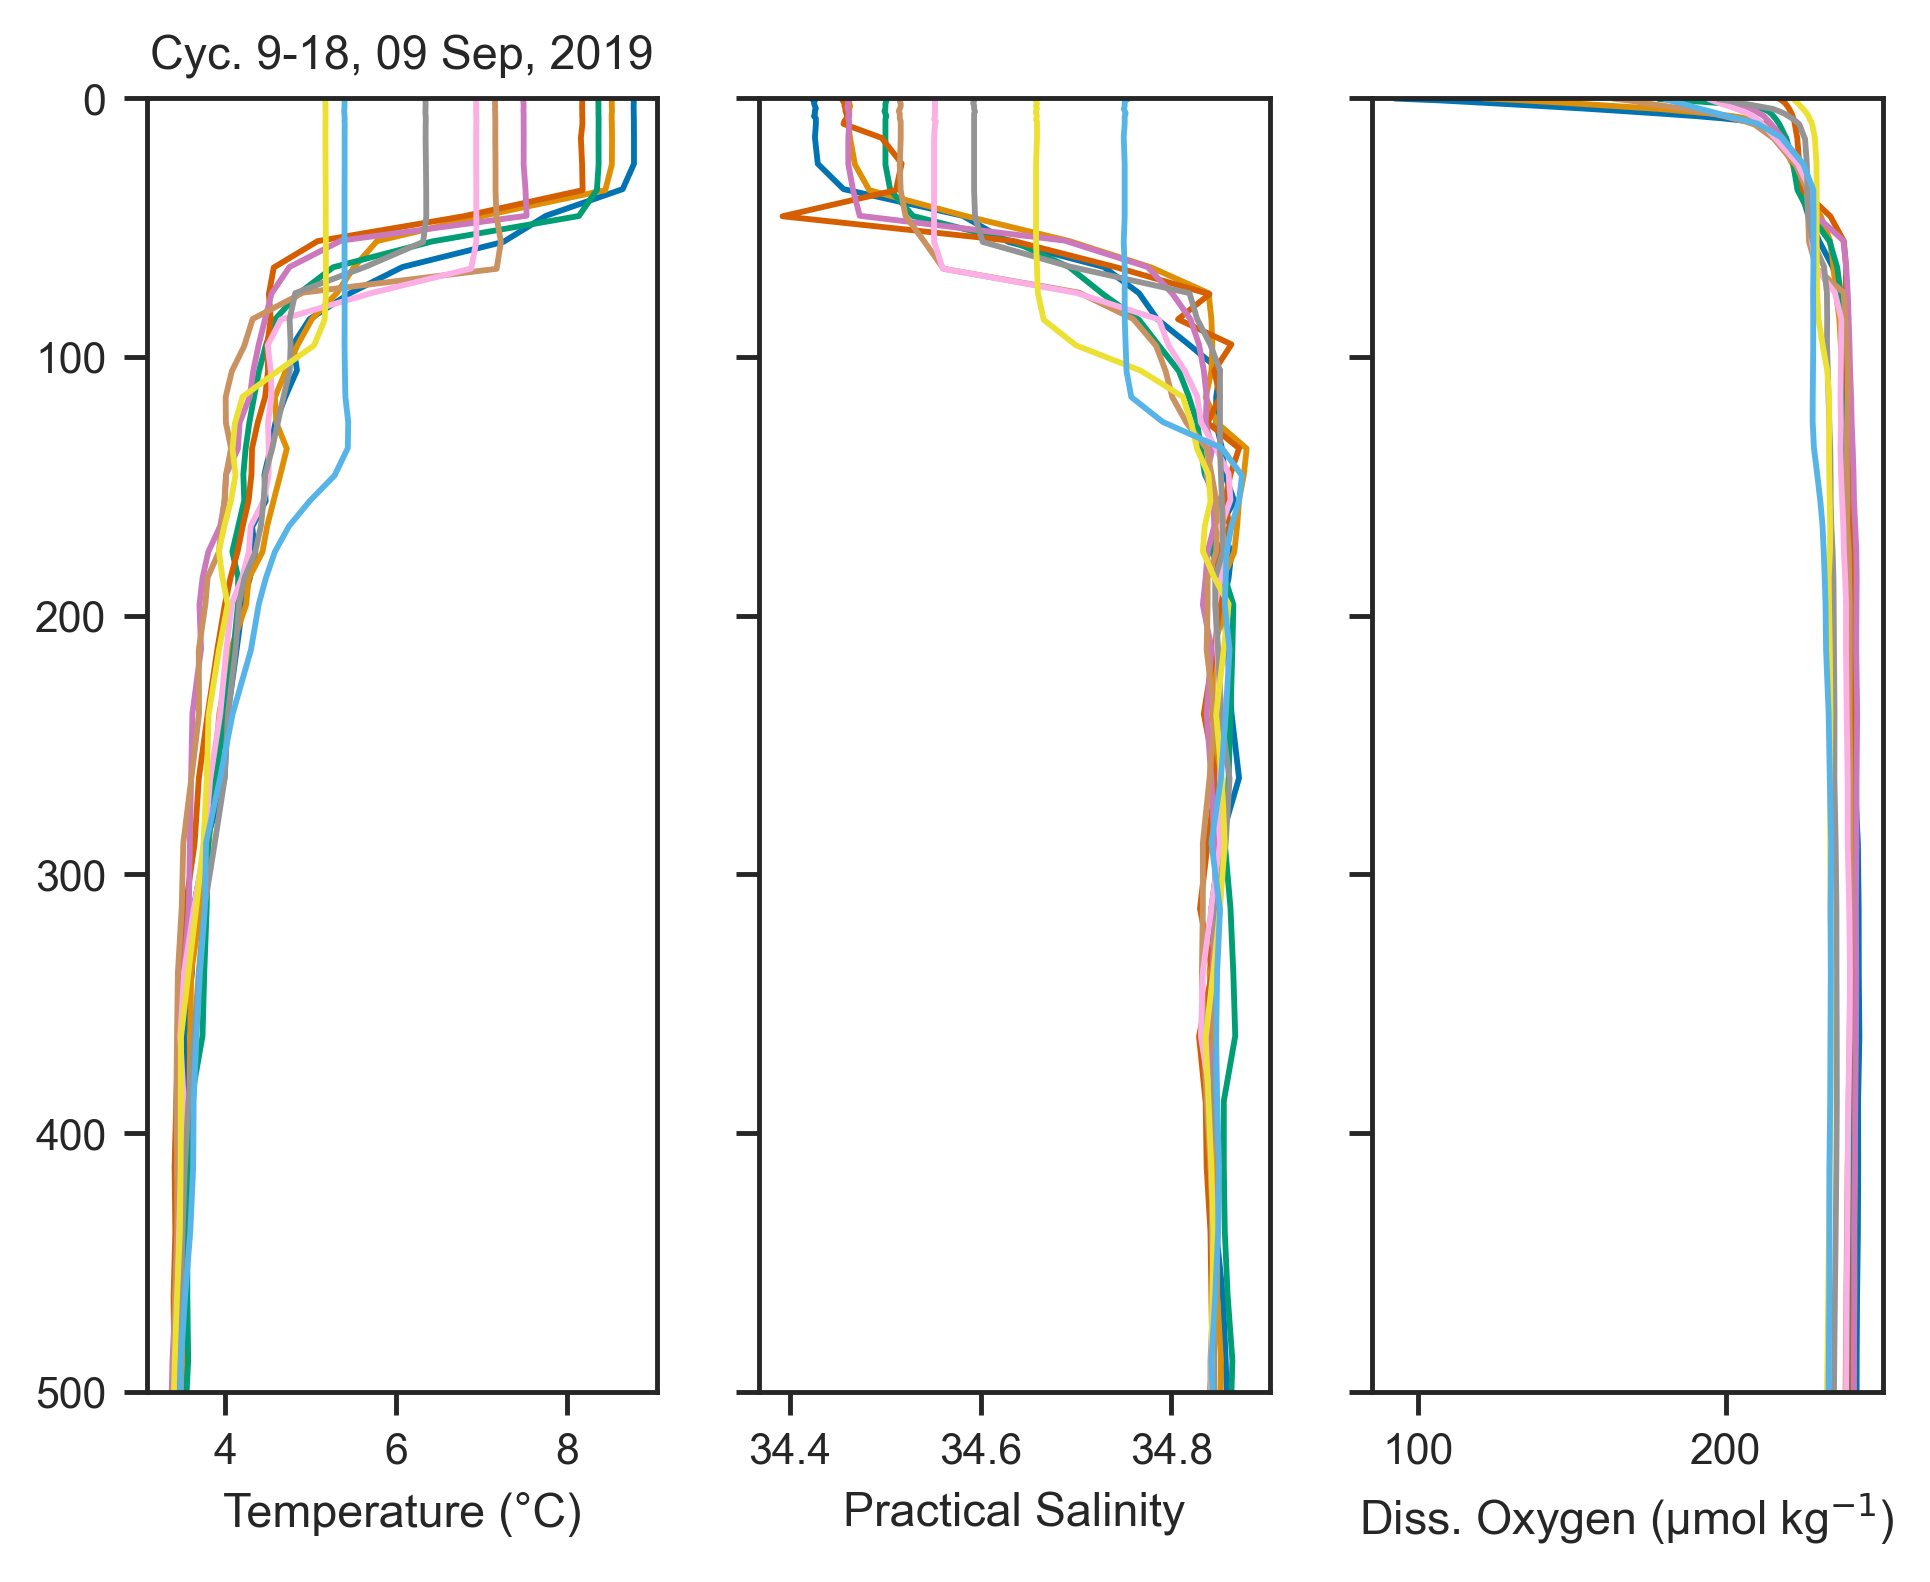 Cyc. 9-18, 09 Sep, 2019
0
100
200
300
400
500
4 6 8
34.4 34.6 34.8
100 200
Temperature (°C)
Practical Salinity
Diss. Oxygen (µmol kg⁻¹)